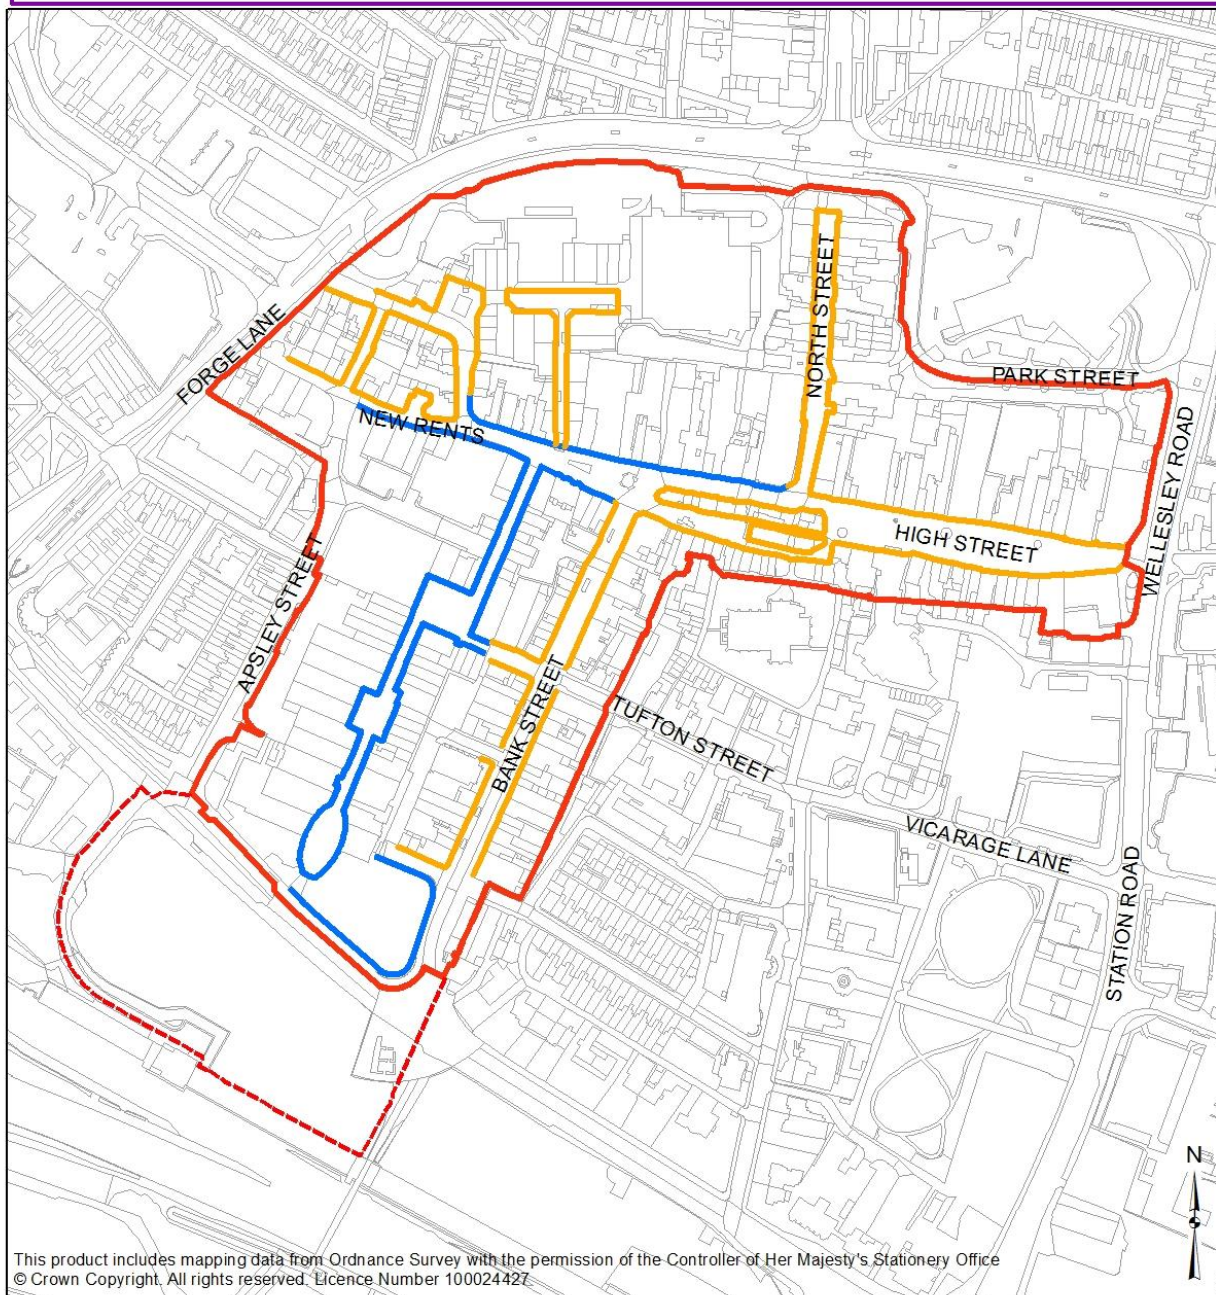 FORGE LANE
NEW RENTS
NORTH STREET
PARK STREET
WELLESLEY ROAD
HIGH STREET
APSLEY STREET
BANK STREET
TUFTON STREET
VICARAGE LANE
STATION ROAD
N
This product includes mapping data from Ordnance Survey with the permission of the Controller of Her Majesty's Stationery Office
© Crown Copyright. All rights reserved. Licence Number 100024427